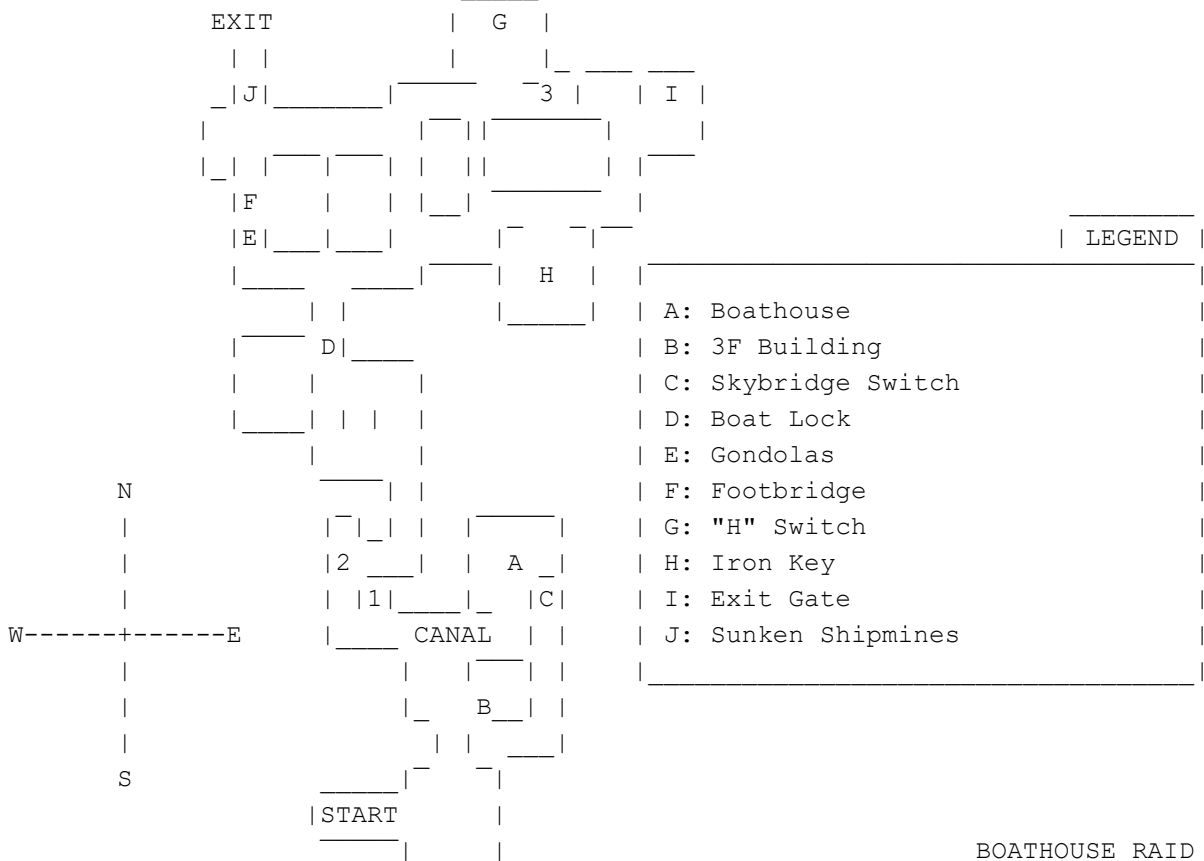 EXIT G
J 3 I
F
E LEGEND
H
A: Boathouse
D B: 3F Building
C: Skybridge Switch
D: Boat Lock
E: Gondolas
N F: Footbridge
G: "H" Switch
2 A H: Iron Key
1 C I: Exit Gate
W------+------E CANAL J: Sunken Shipmines
B
S
START
BOATHOUSE RAID